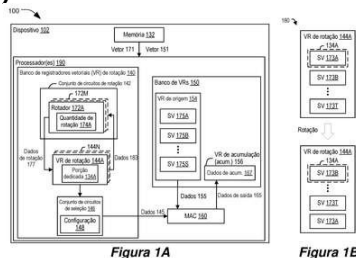 100
Dispositivo 102
Memória 132
Vetor 171
Vetor 151
Processador(es) 190
Banco de registradores vetoriais (VR) de rotação 140
Conjunto de circuitos de rotação 142
172M
Rotador 172A
Quantidade de rotação 174A
144N
Dados de rotação 177
Dados 183
VR de rotação 144A
Porção dedicada 134A
Conjunto de circuitos de seleção 146
Configuração 148
Dados 145
Banco de VRs 150
VR de origem 154
SV 175A
SV 175B
SV 175S
VR de acumulação (acum.) 156
Dados de acum. 167
Dados 155
Dados de saída 165
MAC 160
Figura 1A
160
VR de rotação 144A
134A
SV 173A
SV 173B
SV 173T
Rotação
VR de rotação 144A
134A
SV 173B
SV 173T
SV 173A
Figura 1B